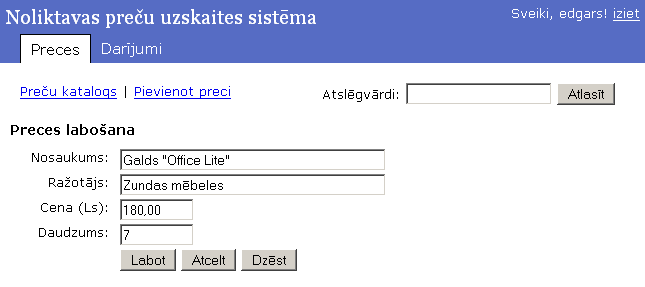 Noliktavas preču uzskaites sistēma
Sveiki, edgars! iziet
Preces Darījumi
Preču katalogs | Pievienot preci
Atslēgvārdi: Atlasīt
Preces labošana
Nosaukums: Galds "Office Lite"
Ražotājs: Zundas mēbeles
Cena (Ls): 180,00
Daudzums: 7
Labot Atcelt Dzēst